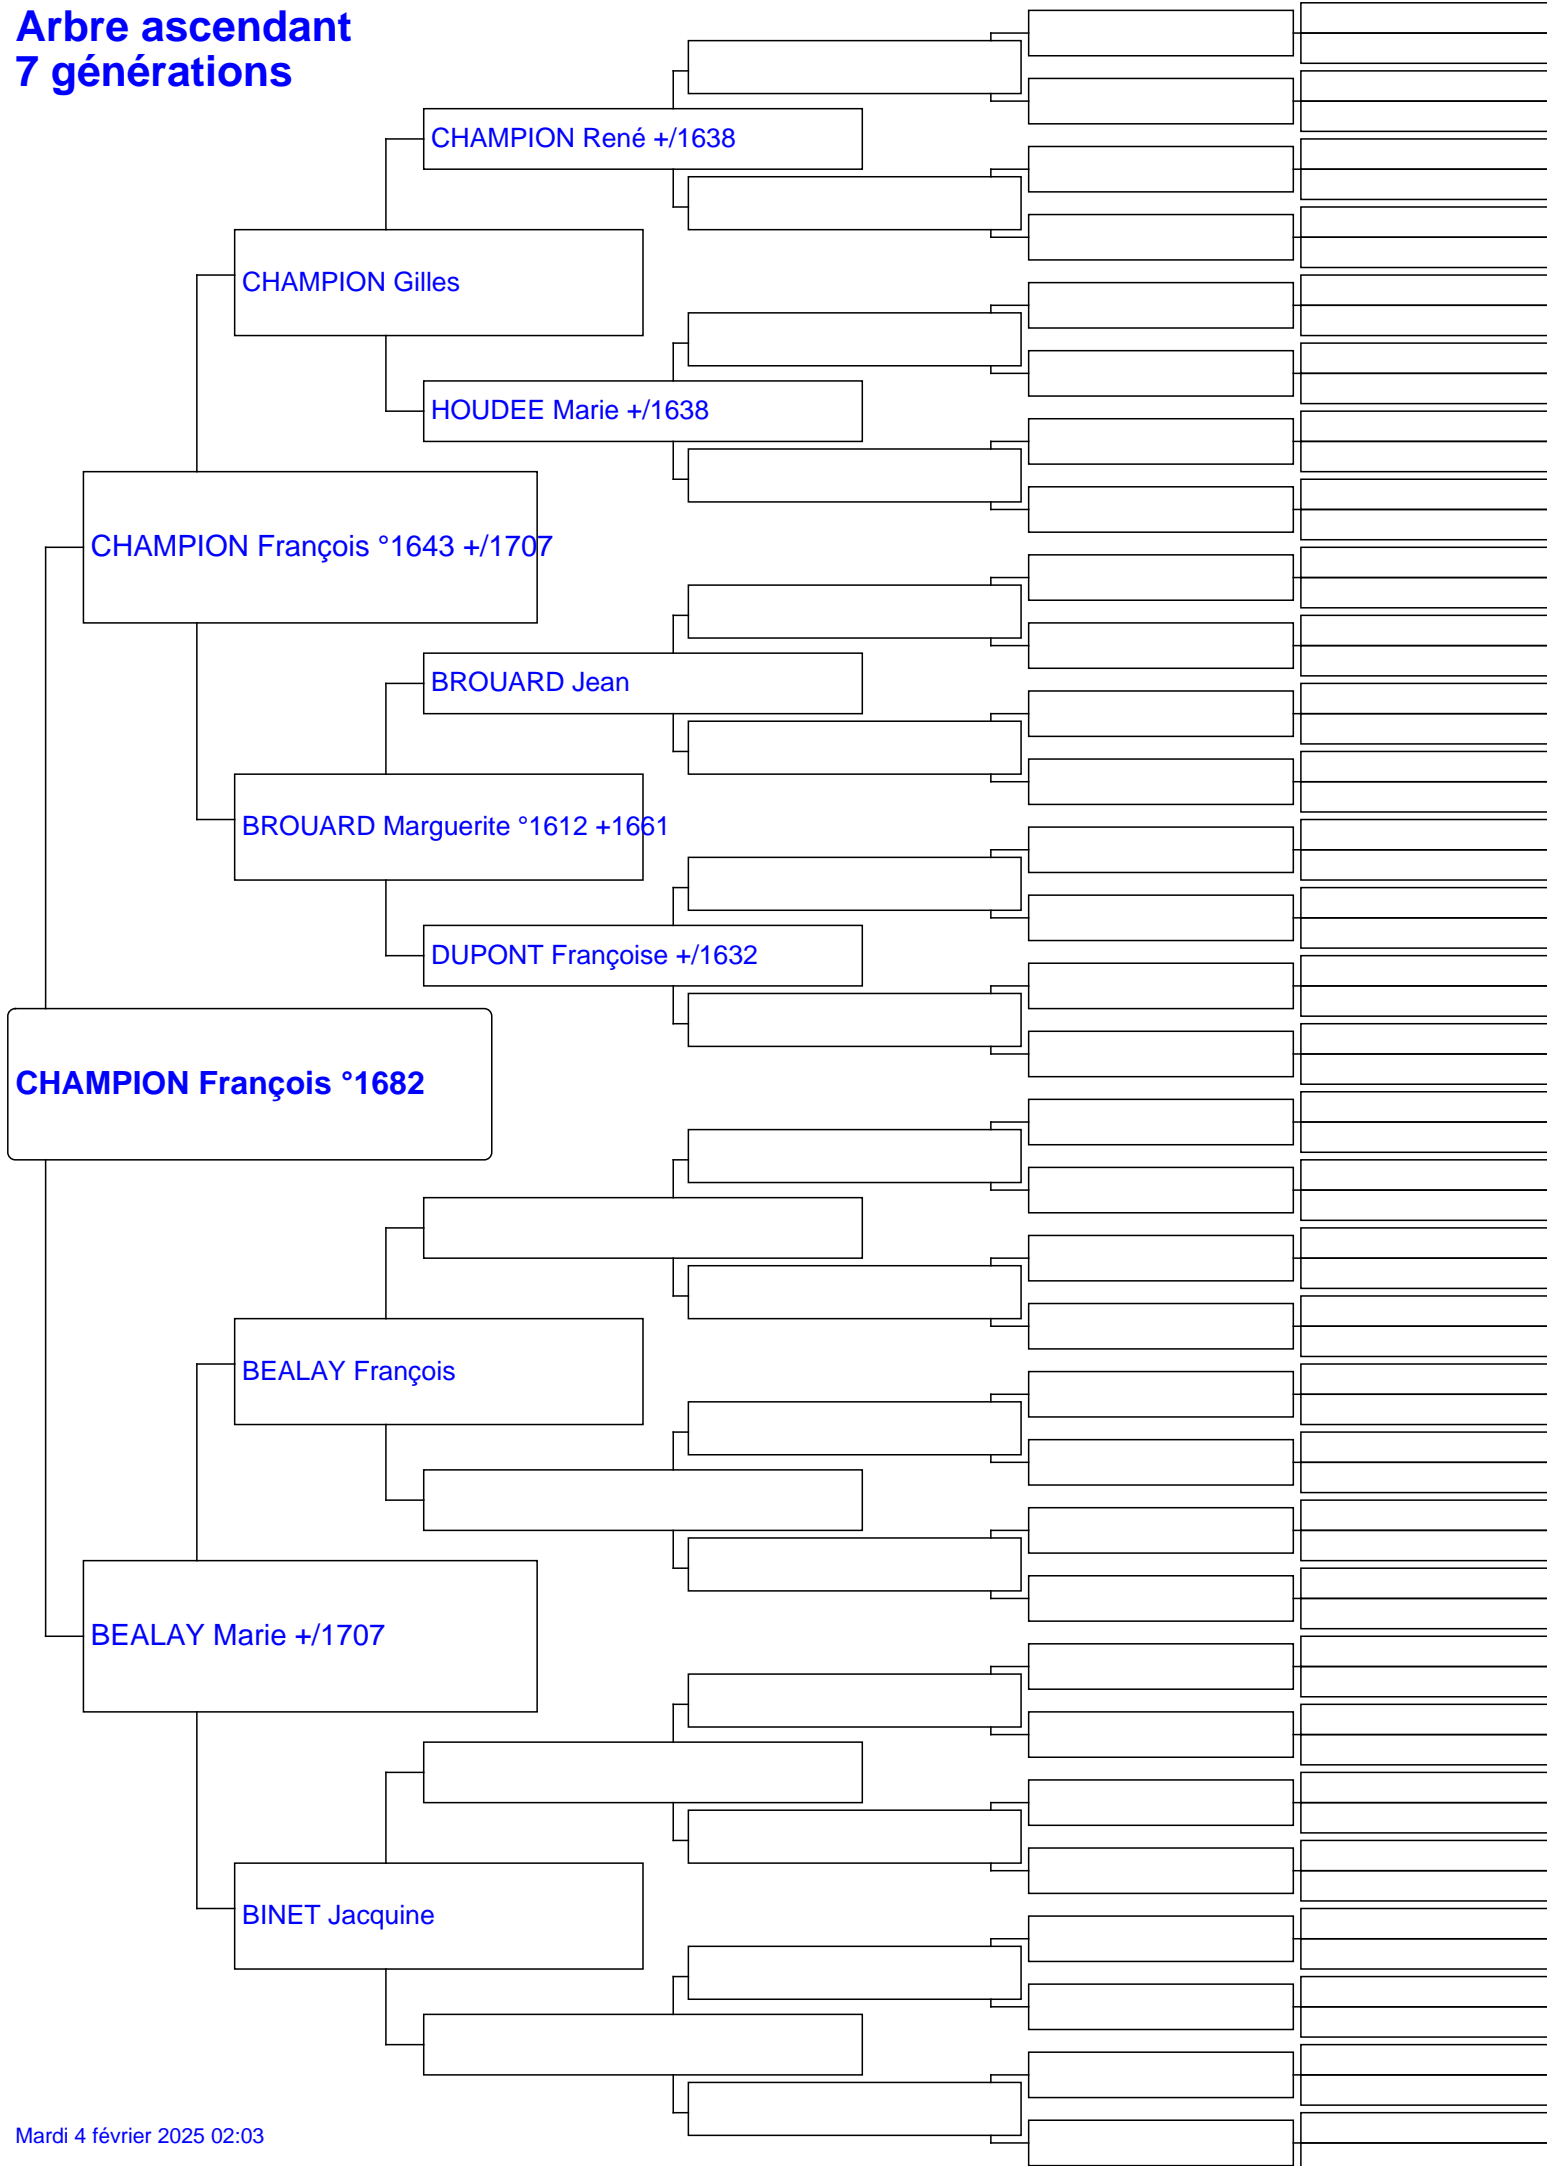 Arbre ascendant
7 générations
CHAMPION René +/1638
CHAMPION Gilles
HOUDEE Marie +/1638
CHAMPION François °1643 +/1707
BROUARD Jean
BROUARD Marguerite °1612 +1661
DUPONT Françoise +/1632
CHAMPION François °1682
BEALAY François
BEALAY Marie +/1707
BINET Jacquine
Mardi 4 février 2025 02:03